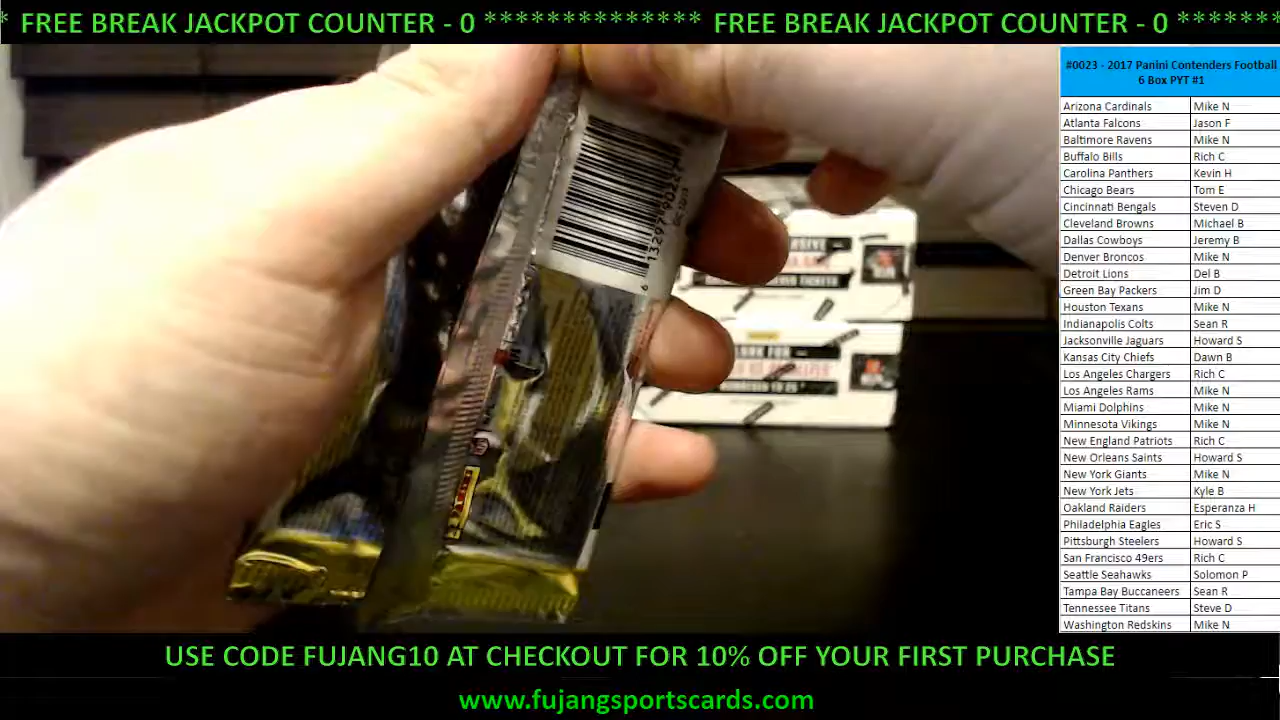 * FREE BREAK JACKPOT COUNTER - 0 ************** FREE BREAK JACKPOT COUNTER - 0 *******
#0023 - 2017 Panini Contenders Football
6 Box PYT #1
Arizona Cardinals Mike N
Atlanta Falcons Jason F
Baltimore Ravens Mike N
Buffalo Bills Rich C
Carolina Panthers Kevin H
Chicago Bears Tom E
Cincinnati Bengals Steven D
Cleveland Browns Michael B
Dallas Cowboys Jeremy B
Denver Broncos Mike N
Detroit Lions Del B
Green Bay Packers Jim D
Houston Texans Mike N
Indianapolis Colts Sean R
Jacksonville Jaguars Howard S
Kansas City Chiefs Dawn B
Los Angeles Chargers Rich C
Los Angeles Rams Mike N
Miami Dolphins Mike N
Minnesota Vikings Mike N
New England Patriots Rich C
New Orleans Saints Howard S
New York Giants Mike N
New York Jets Kyle B
Oakland Raiders Esperanza H
Philadelphia Eagles Eric S
Pittsburgh Steelers Howard S
San Francisco 49ers Rich C
Seattle Seahawks Solomon P
Tampa Bay Buccaneers Sean R
Tennessee Titans Steve D
Washington Redskins Mike N
USE CODE FUJANG10 AT CHECKOUT FOR 10% OFF YOUR FIRST PURCHASE
www.fujangsportscards.com